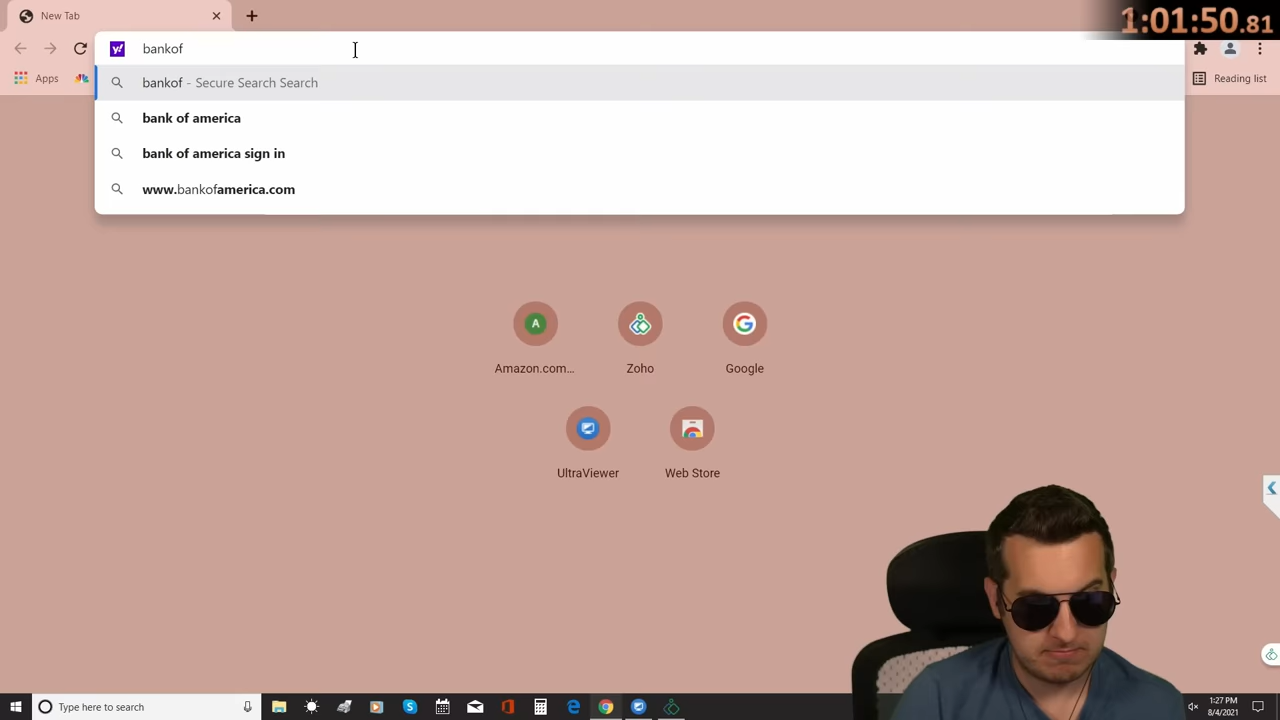 New Tab
1:01:50.81
bankof
Apps
Reading list
bankof - Secure Search Search
bank of america
bank of america sign in
www.bankofamerica.com
A
Amazon.com...
Zoho
Google
UltraViewer
Web Store
Type here to search
1:27 PM
8/4/2021